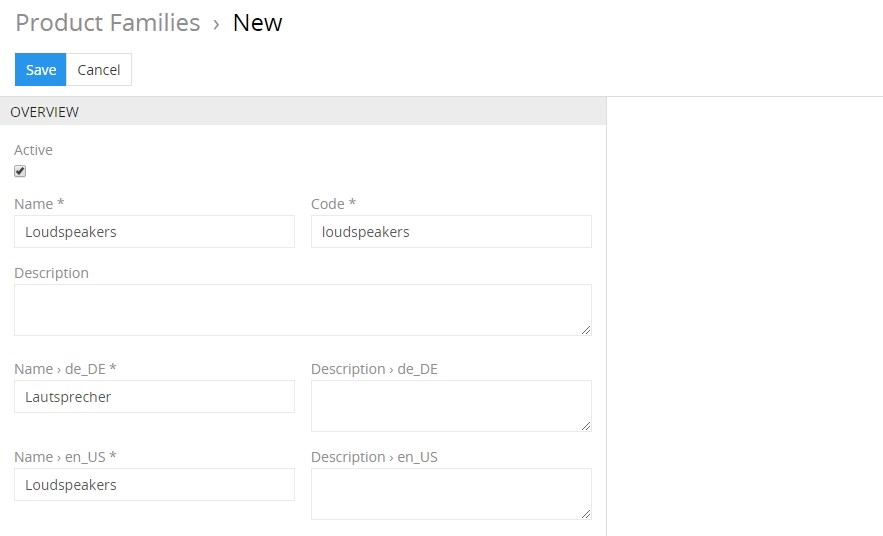 Product Families › New
Save Cancel
OVERVIEW
Active
Name * Code *
Loudspeakers loudspeakers
Description
Name › de_DE * Description › de_DE
Lautsprecher
Name › en_US * Description › en_US
Loudspeakers